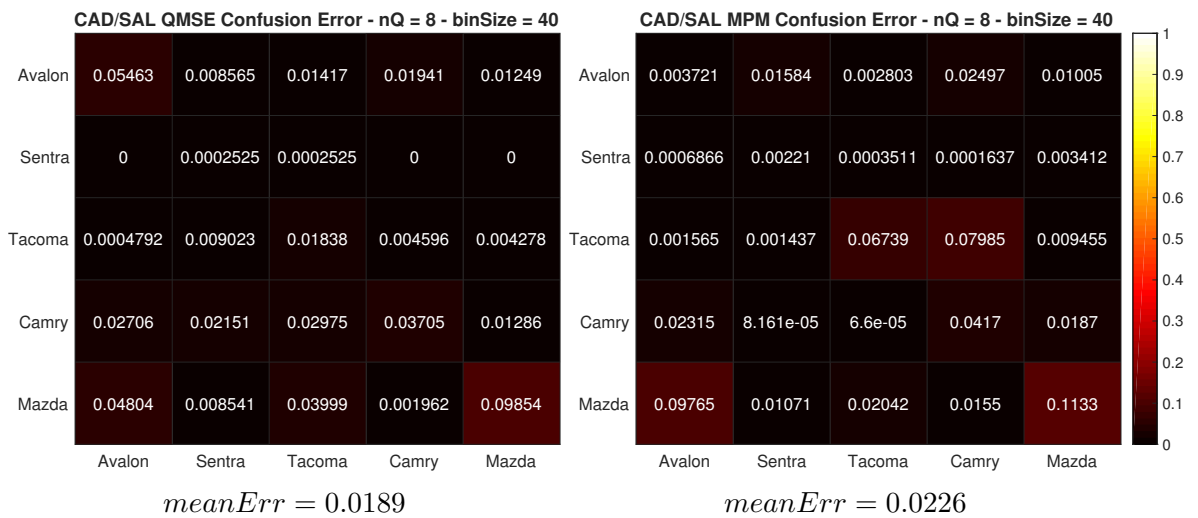 CAD/SAL QMSE Confusion Error - nQ = 8 - binSize = 40
Avalon 0.05463 0.008565 0.01417 0.01941 0.01249
Sentra 0 0.0002525 0.0002525 0 0
Tacoma 0.0004792 0.009023 0.01838 0.004596 0.004278
Camry 0.02706 0.02151 0.02975 0.03705 0.01286
Mazda 0.04804 0.008541 0.03999 0.001962 0.09854
Avalon Sentra Tacoma Camry Mazda
meanErr = 0.0189
CAD/SAL MPM Confusion Error - nQ = 8 - binSize = 40
Avalon 0.003721 0.01584 0.002803 0.02497 0.01005
Sentra 0.0006866 0.00221 0.0003511 0.0001637 0.003412
Tacoma 0.001565 0.001437 0.06739 0.07985 0.009455
Camry 0.02315 8.161e-05 6.6e-05 0.0417 0.0187
Mazda 0.09765 0.01071 0.02042 0.0155 0.1133
Avalon Sentra Tacoma Camry Mazda
meanErr = 0.0226
1
0.9
0.8
0.7
0.6
0.5
0.4
0.3
0.2
0.1
0